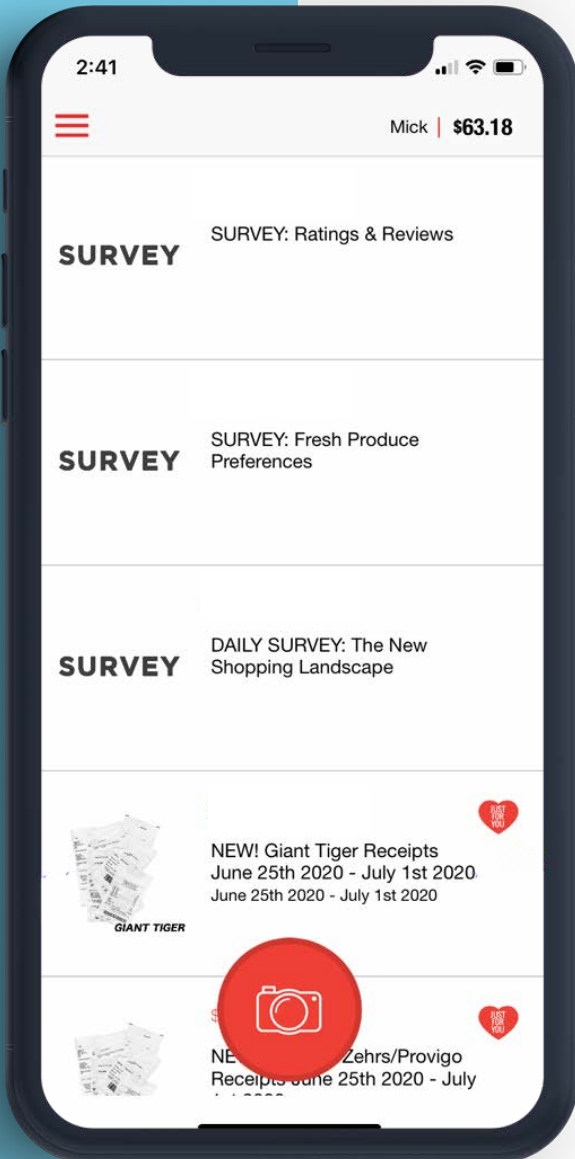 2:41
Mick | $63.18
SURVEY
SURVEY: Ratings & Reviews
SURVEY
SURVEY: Fresh Produce
Preferences
SURVEY
DAILY SURVEY: The New
Shopping Landscape
JUST
FOR
YOU
NEW! Giant Tiger Receipts
June 25th 2020 - July 1st 2020
June 25th 2020 - July 1st 2020
GIANT TIGER
JUST
FOR
YOU
Zehrs/Provigo
Receipts June 25th 2020 - July